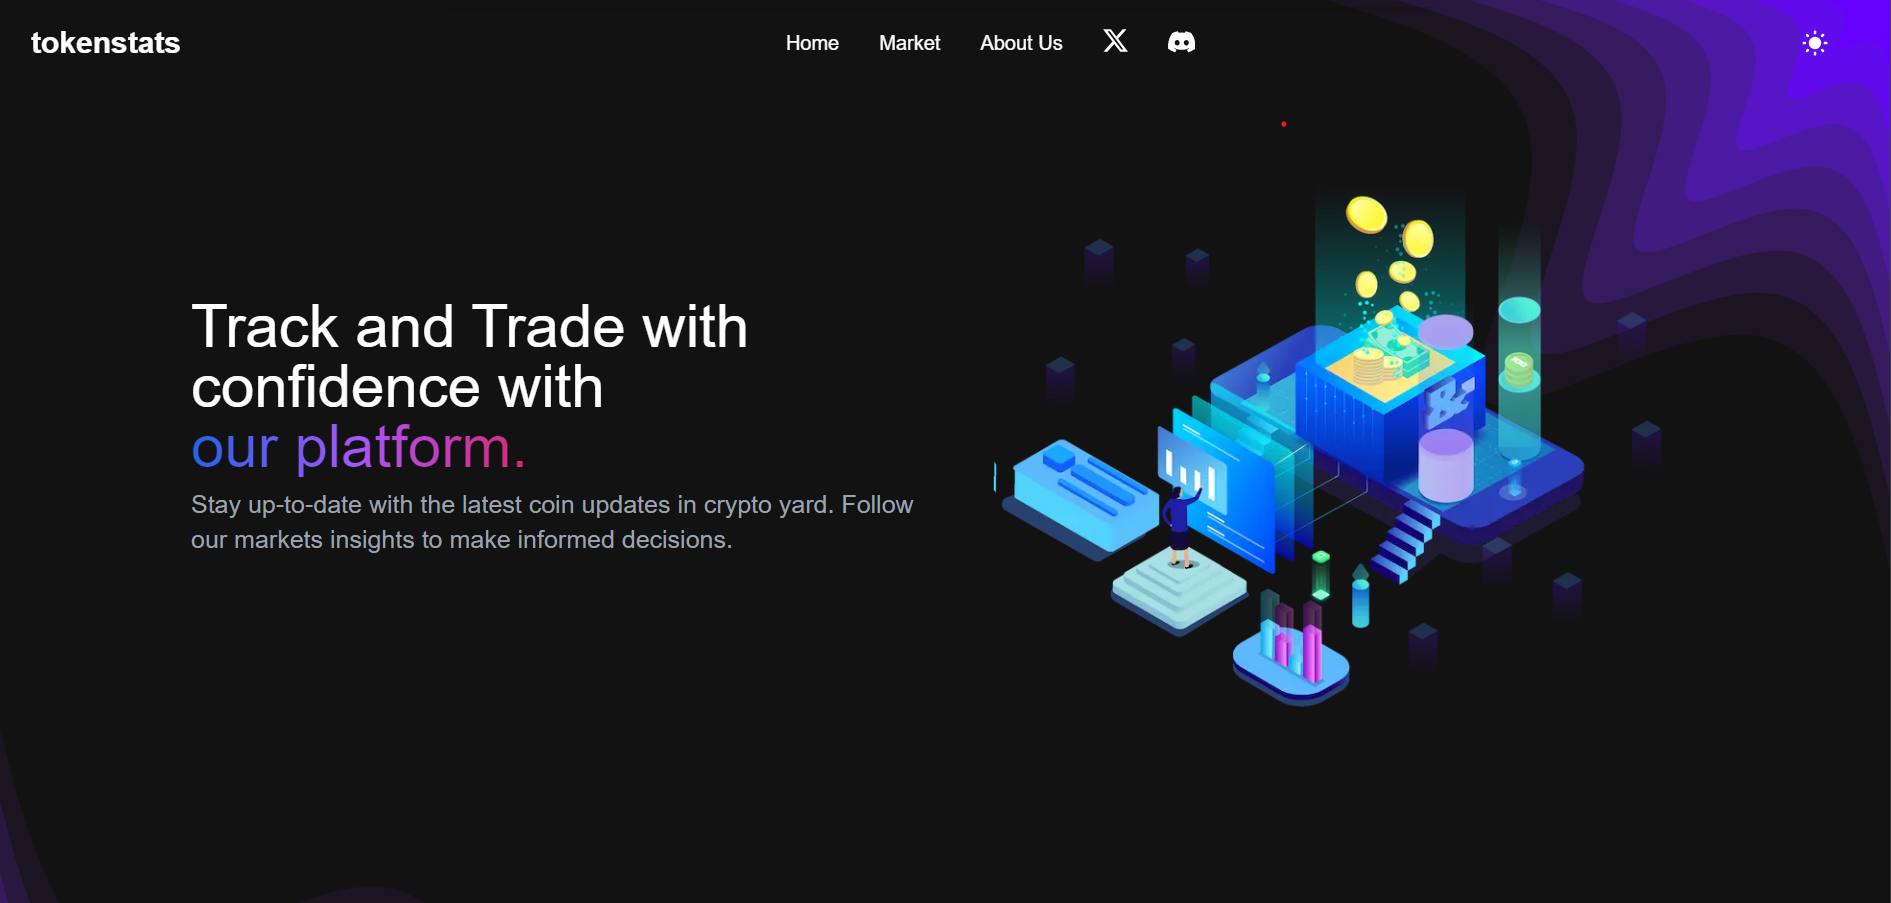 tokenstats
Home Market About Us
Track and Trade with
confidence with
our platform.
Stay up-to-date with the latest coin updates in crypto yard. Follow
our markets insights to make informed decisions.